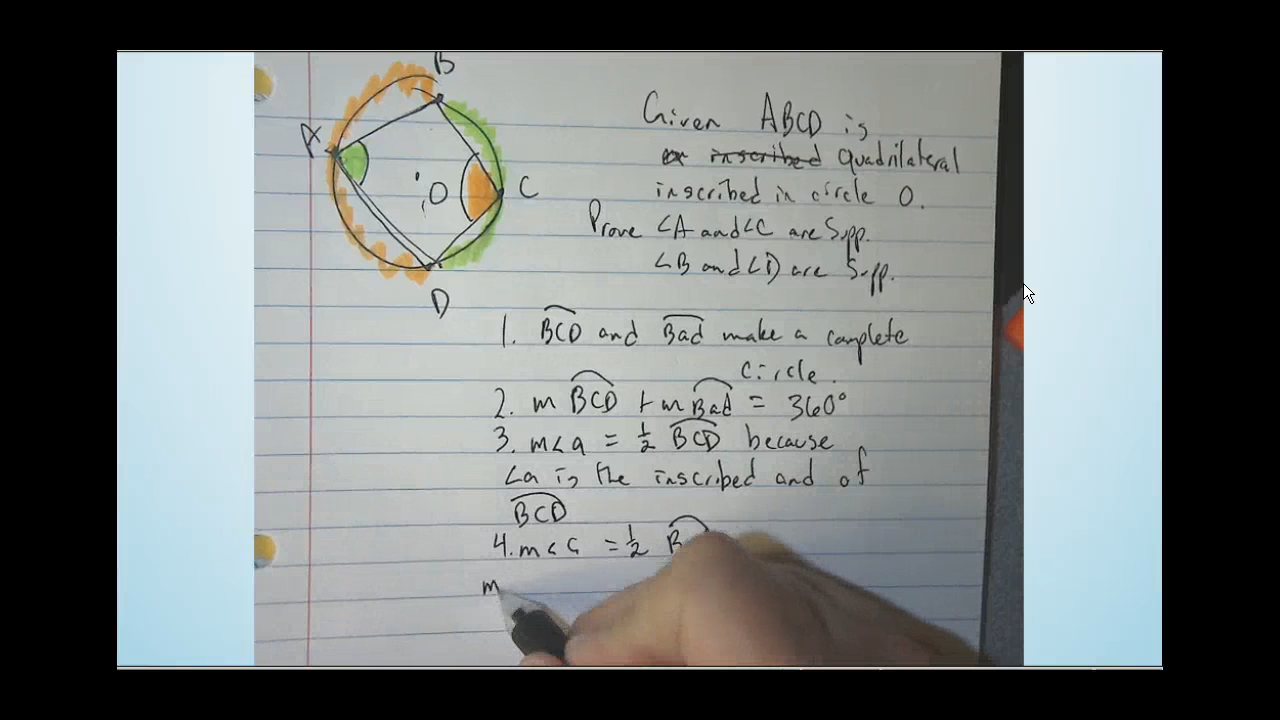 B
A
O
C
D
Given ABCD is
inscribed quadrilateral
inscribed in circle O.
Prove ∠A and ∠C are Supp.
∠B and ∠D are Supp.
1. BCD and Bad make a complete
circle.
2. m BCD + m Bad = 360°
3. m∠a = 1/2 BCD because
∠a is the inscribed and of
BCD
4. m∠c = 1/2 B
m